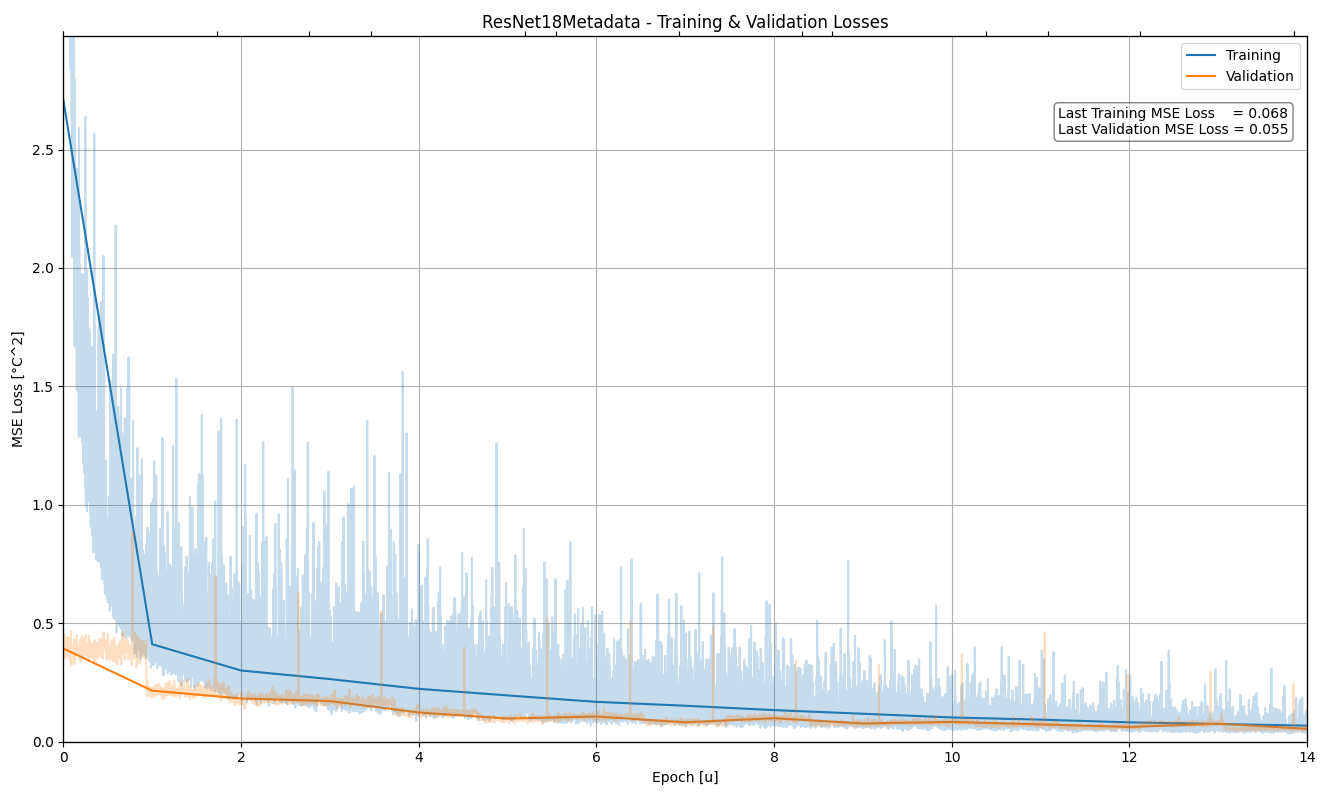 ResNet18Metadata - Training & Validation Losses
Training
Validation
Last Training MSE Loss = 0.068
Last Validation MSE Loss = 0.055
MSE Loss [°C^2]
2.5
2.0
1.5
1.0
0.5
0.0
0 2 4 6 8 10 12 14
Epoch [u]